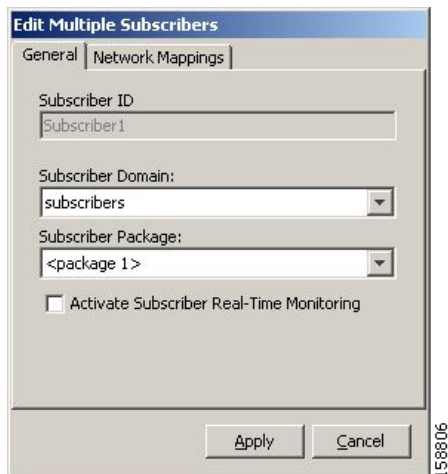 Edit Multiple Subscribers
General
Network Mappings
Subscriber ID
Subscriber1
Subscriber Domain:
subscribers
Subscriber Package:
<package 1>
Activate Subscriber Real-Time Monitoring
Apply
Cancel
58806